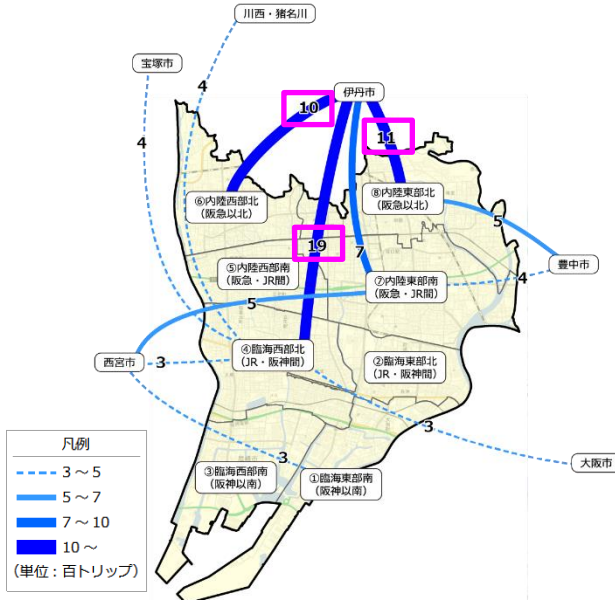 川西・猪名川
宝塚市
伊丹市
4
10
11
4
⑥内陸西部北
(阪急以北)
⑧内陸東部北
(阪急以北)
5
19
7
豊中市
⑤内陸西部南
(阪急・JR間)
⑦内陸東部南
(阪急・JR間)
4
5
西宮市
3
④臨海西部北
(JR・阪神間)
②臨海東部北
(JR・阪神間)
3
凡例
3～5
5～7
7～10
10～
(単位：百トリップ)
3
大阪市
③臨海西部南
(阪神以南)
①臨海東部南
(阪神以南)